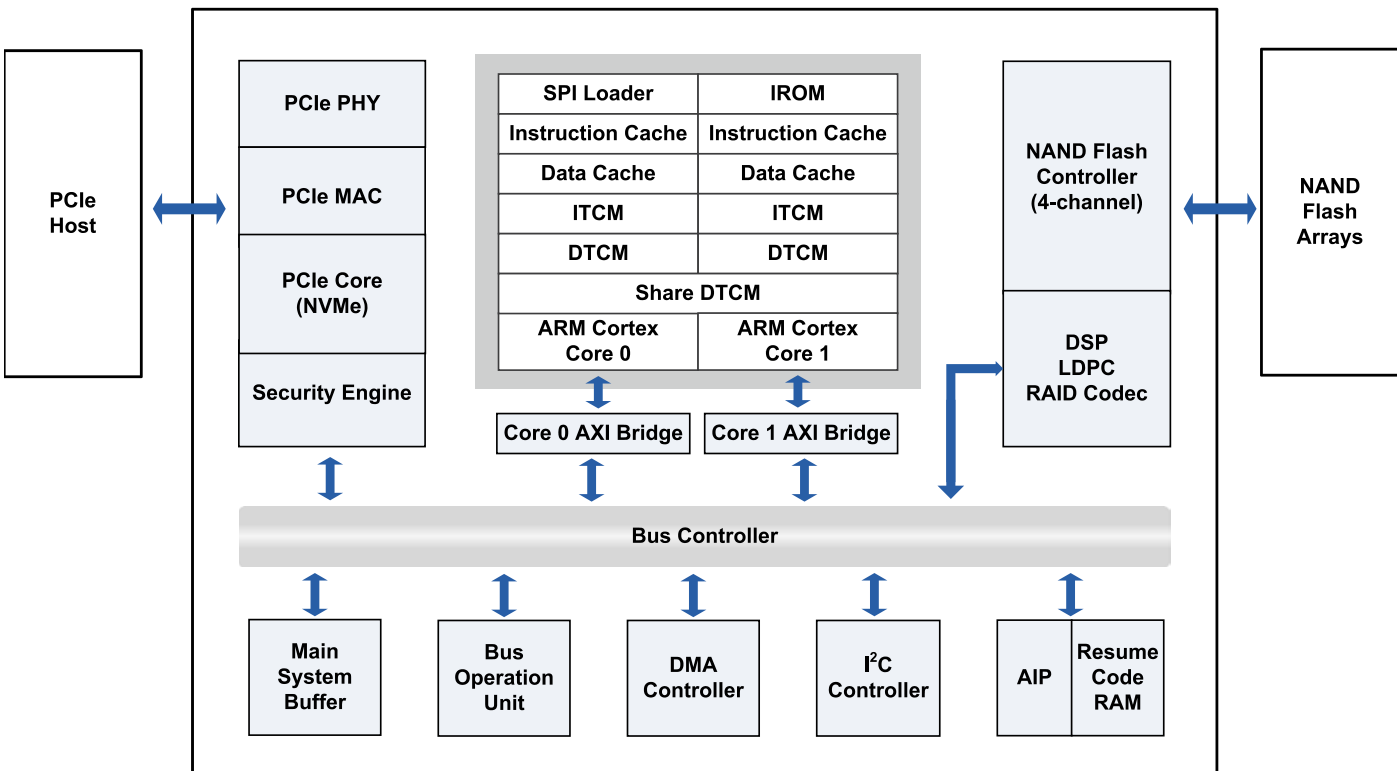 PCIe
Host
PCIe PHY
PCIe MAC
PCIe Core
(NVMe)
Security Engine
SPI Loader
IROM
Instruction Cache
Instruction Cache
Data Cache
Data Cache
ITCM
ITCM
DTCM
DTCM
Share DTCM
ARM Cortex
Core 0
ARM Cortex
Core 1
Core 0 AXI Bridge
Core 1 AXI Bridge
NAND Flash
Controller
(4-channel)
DSP
LDPC
RAID Codec
NAND
Flash
Arrays
Bus Controller
Main
System
Buffer
Bus
Operation
Unit
DMA
Controller
I²C
Controller
AIP
Resume
Code
RAM